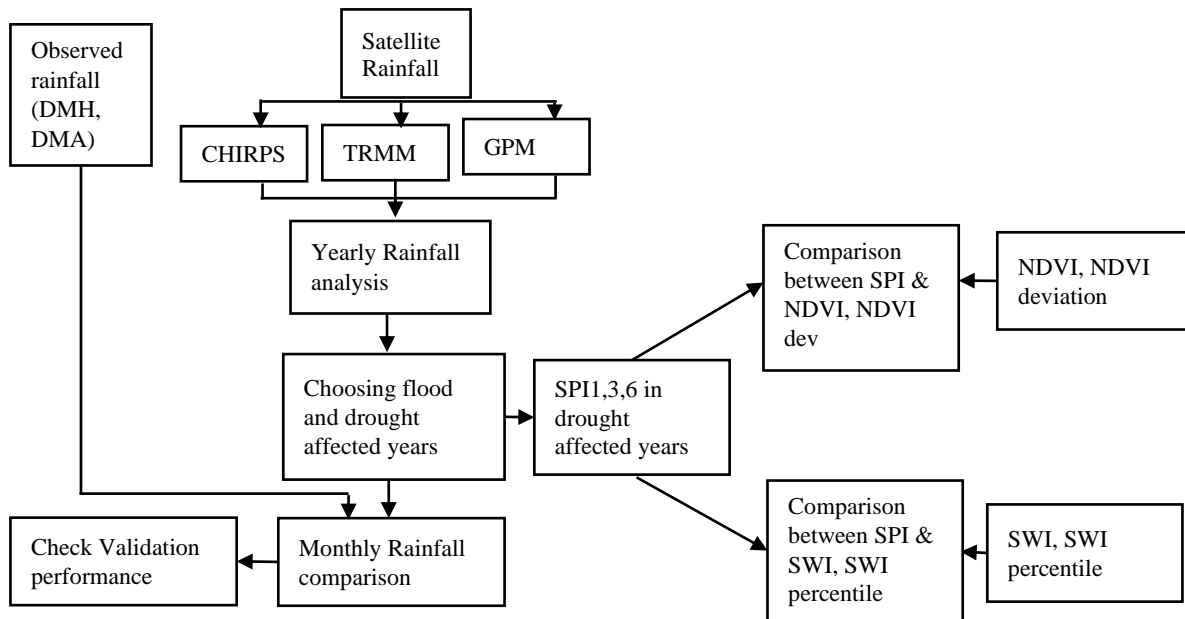 Observed
rainfall
(DMH,
DMA)
Satellite
Rainfall
CHIRPS
TRMM
GPM
Yearly Rainfall
analysis
Comparison
between SPI &
NDVI, NDVI
dev
NDVI, NDVI
deviation
Choosing flood
and drought
affected years
SPI1,3,6 in
drought
affected years
Check Validation
performance
Monthly Rainfall
comparison
Comparison
between SPI &
SWI, SWI
percentile
SWI, SWI
percentile